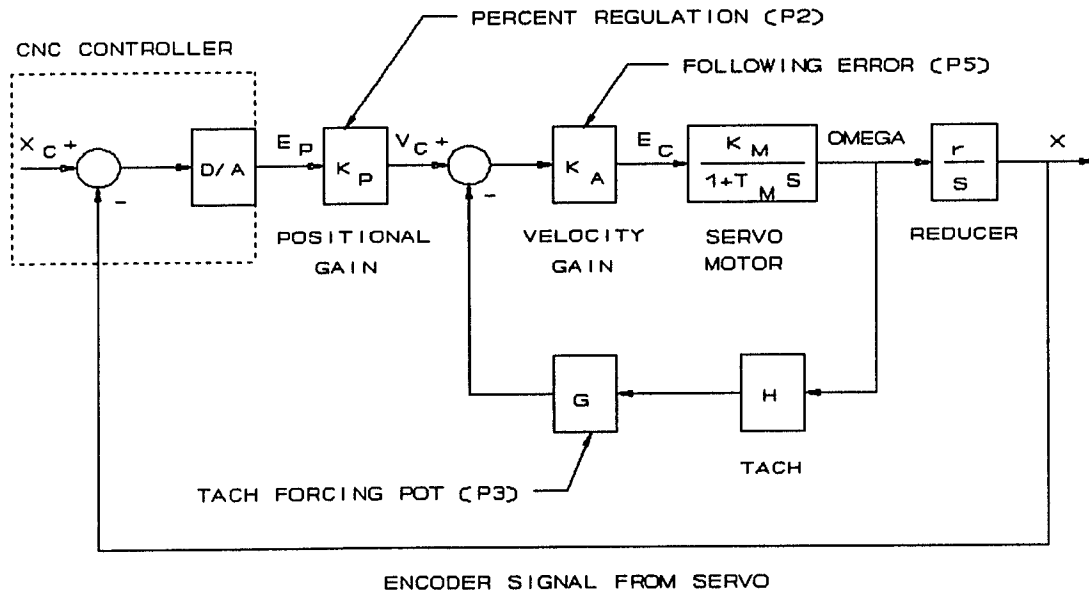 PERCENT REGULATION (P2)
CNC CONTROLLER
FOLLOWING ERROR (P5)
X C + - D/A E P K P V C + - K A E C K M OMEGA r X
1+T M S S
POSITIONAL VELOCITY SERVO REDUCER
GAIN GAIN MOTOR
G H
TACH
TACH FORCING POT (P3)
ENCODER SIGNAL FROM SERVO